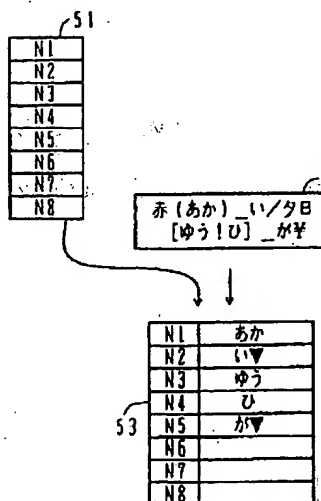 51
N1
N2
N3
N4
N5
N6
N7
N8
赤(あか)_い/夕日
[ゆう!ひ]_が¥
53
N1 あか
N2 い▼
N3 ゆう
N4 ひ
N5 が▼
N6
N7
N8